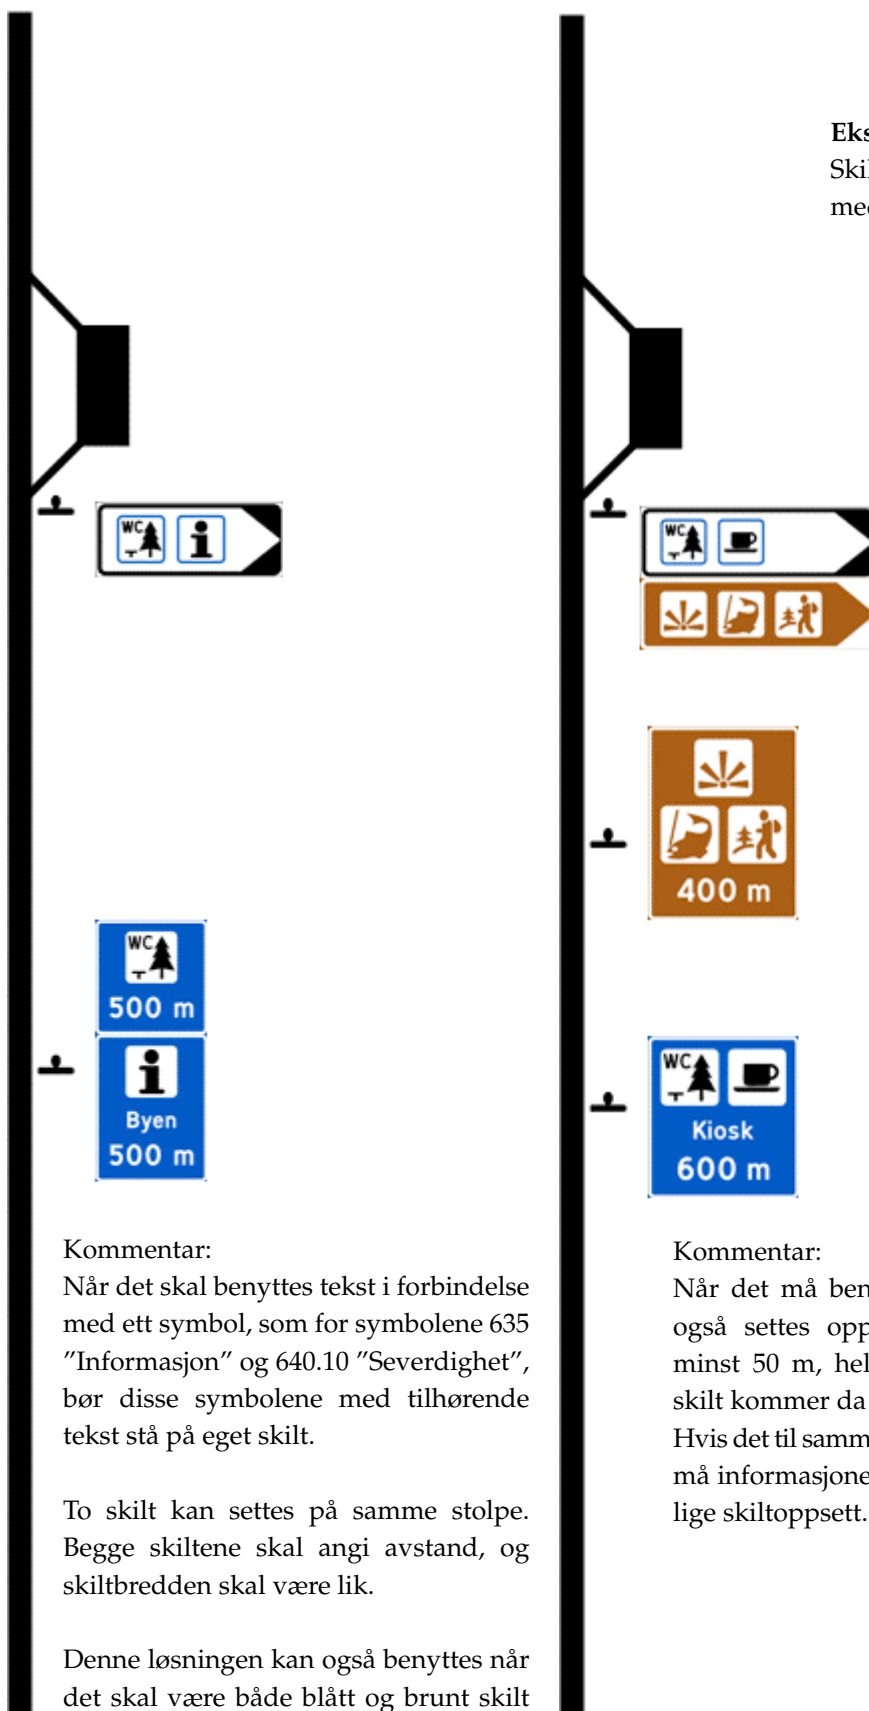 Skil
WC
WC
400 m
WC
500 m
Byen
500 m
WC
Kiosk
600 m
Kommentar:
Når det skal benyttes tekst i forbindelse
med ett symbol, som for symbolene 635
”Informasjon” og 640.10 ”Severdighet”,
bør disse symbolene med tilhørende
tekst stå på eget skilt.
To skilt kan settes på samme stolpe.
Begge skiltene skal angi avstand, og
skiltbredden skal være lik.
Denne løsningen kan også benyttes når
det skal være både blått og brunt skilt
Kommentar:
Når det må ben
også settes opp
minst 50 m, hel
skilt kommer da
Hvis det til samm
må informasjone
lige skiltoppsett.